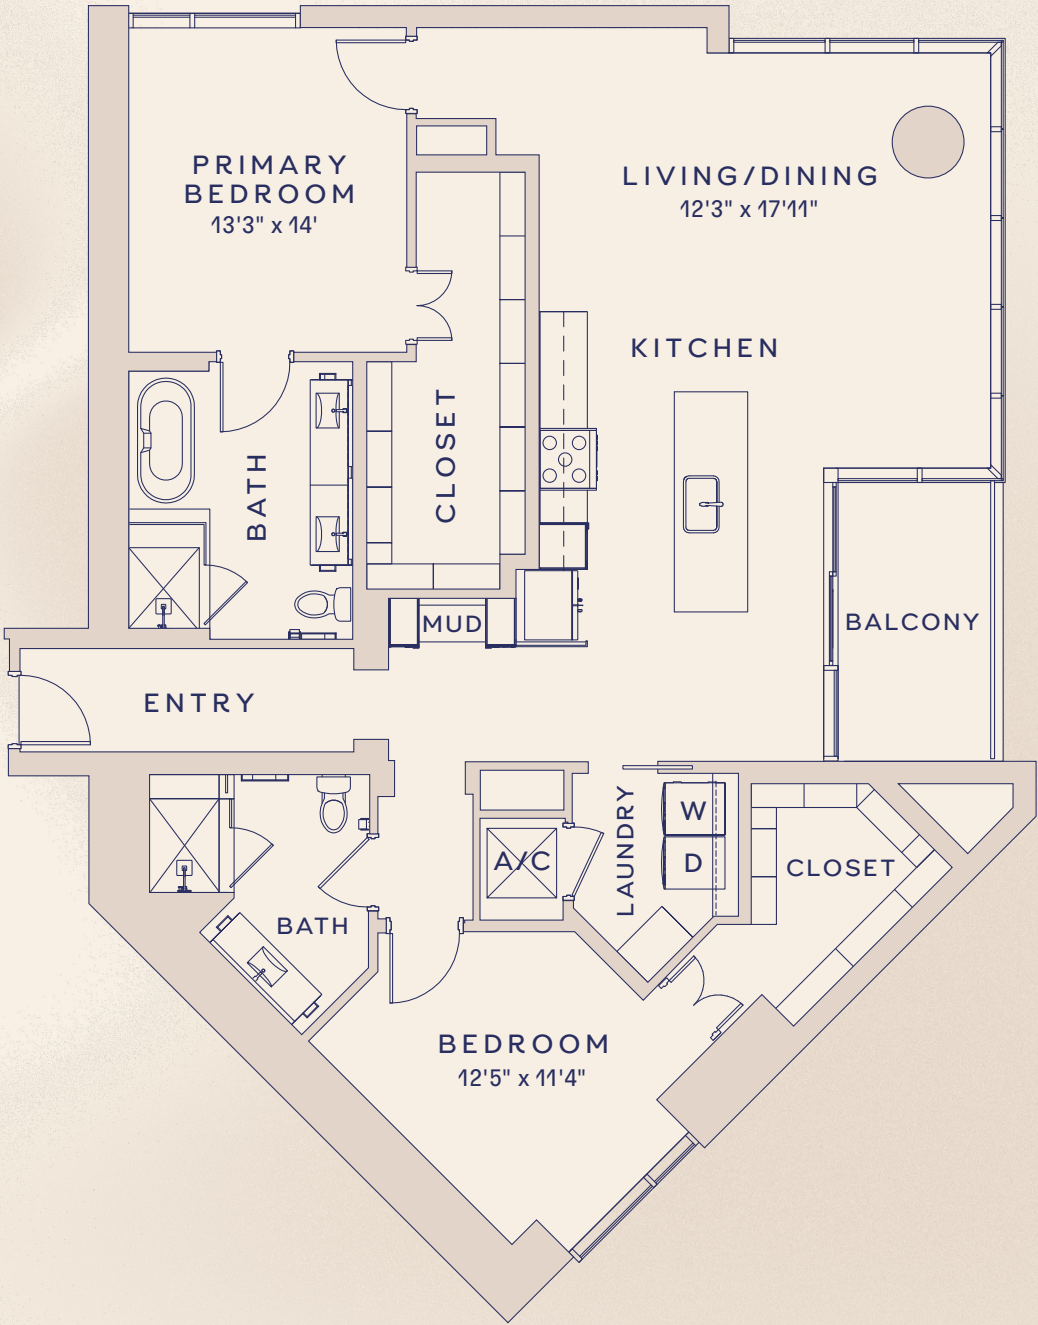 PRIMARY
BEDROOM
13'3" x 14'
LIVING/DINING
12'3" x 17'11"
KITCHEN
CLOSET
BATH
MUD
BALCONY
ENTRY
W
D
LAUNDRY
A/C
CLOSET
BATH
BEDROOM
12'5" x 11'4"